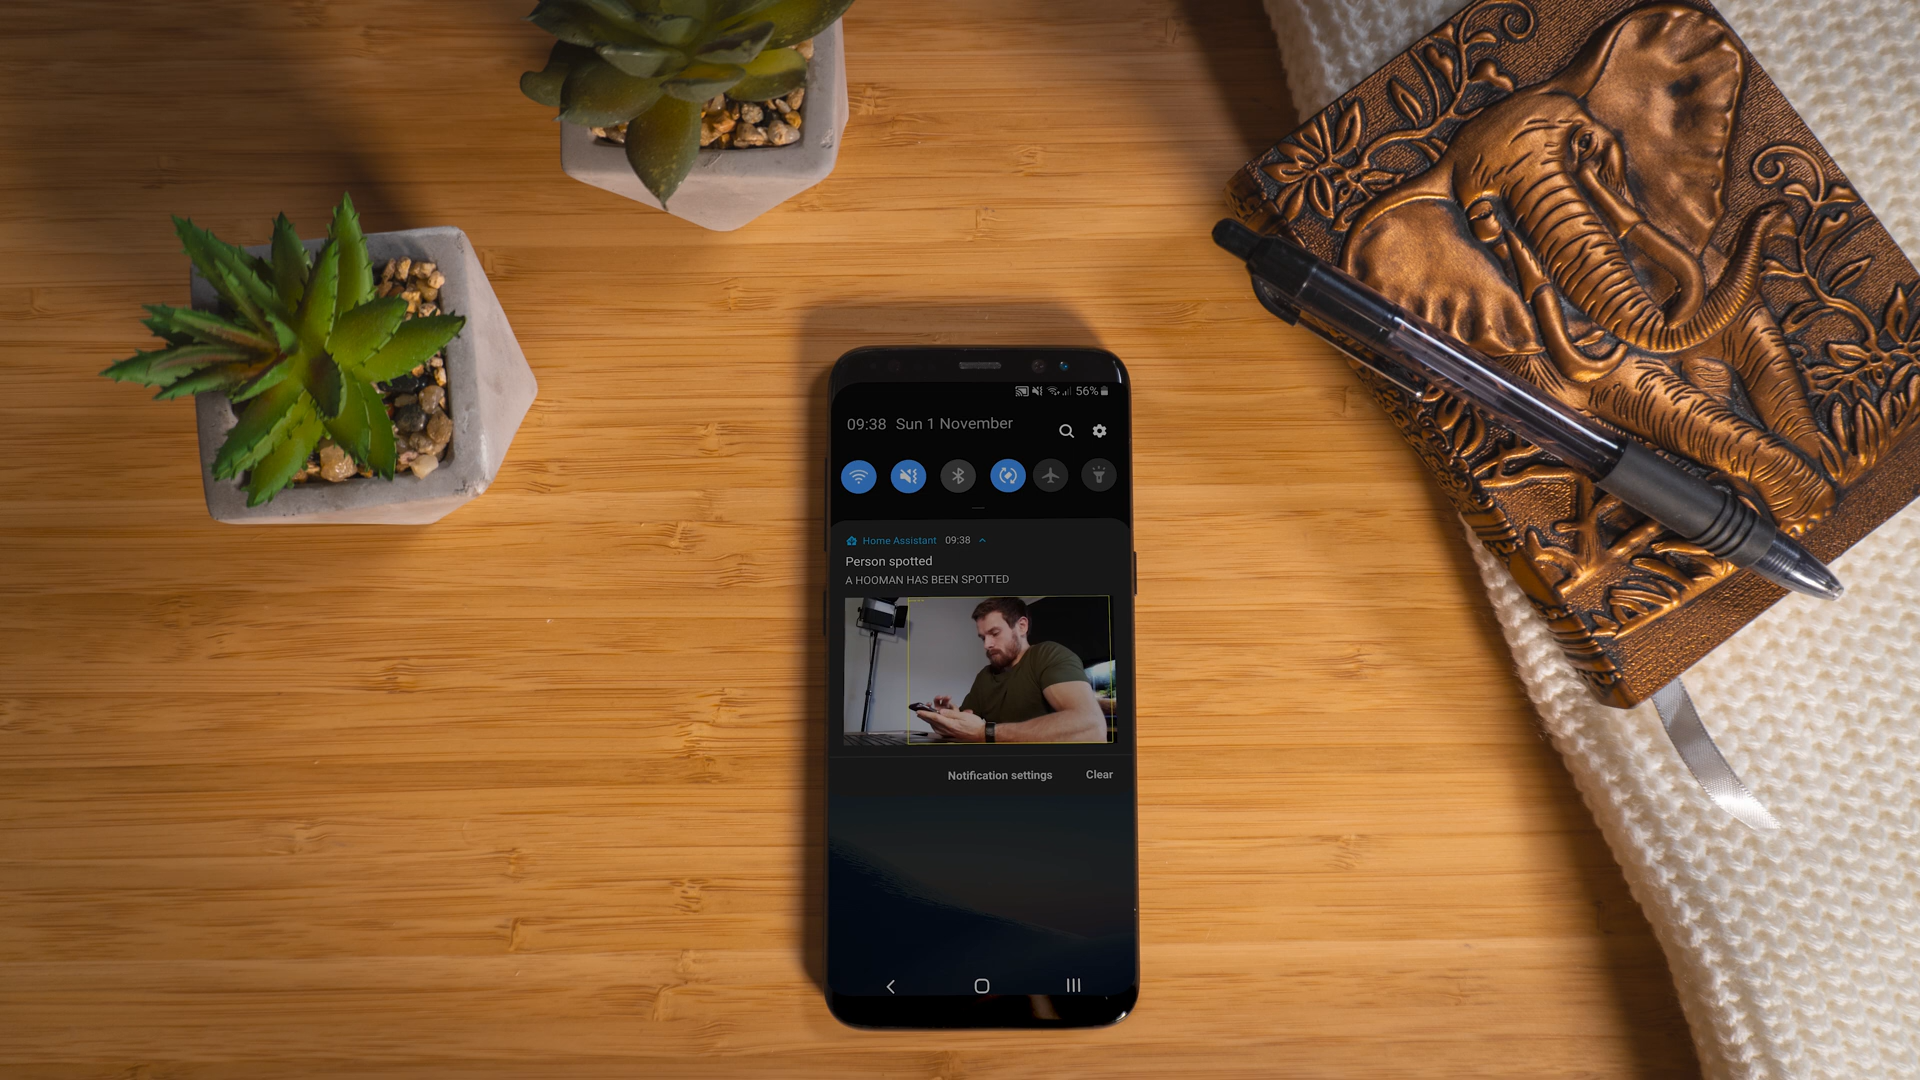 56%
09:38 Sun 1 November
Home Assistant 09:38
Person spotted
A HOOMAN HAS BEEN SPOTTED
Notification settings Clear